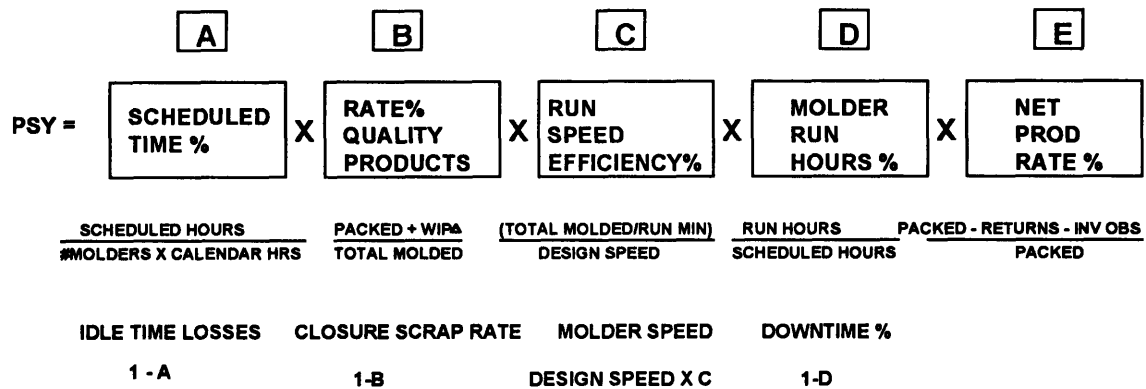 A B C D E
PSY = SCHEDULED TIME % X RATE% QUALITY PRODUCTS X RUN SPEED EFFICIENCY% X MOLDER RUN HOURS % X NET PROD RATE %
SCHEDULED HOURS PACKED + WIP∆ (TOTAL MOLDED/RUN MIN) RUN HOURS PACKED - RETURNS - INV OBS
#MOLDERS X CALENDAR HRS TOTAL MOLDED DESIGN SPEED SCHEDULED HOURS PACKED
IDLE TIME LOSSES CLOSURE SCRAP RATE MOLDER SPEED DOWNTIME %
1 - A 1-B DESIGN SPEED X C 1-D